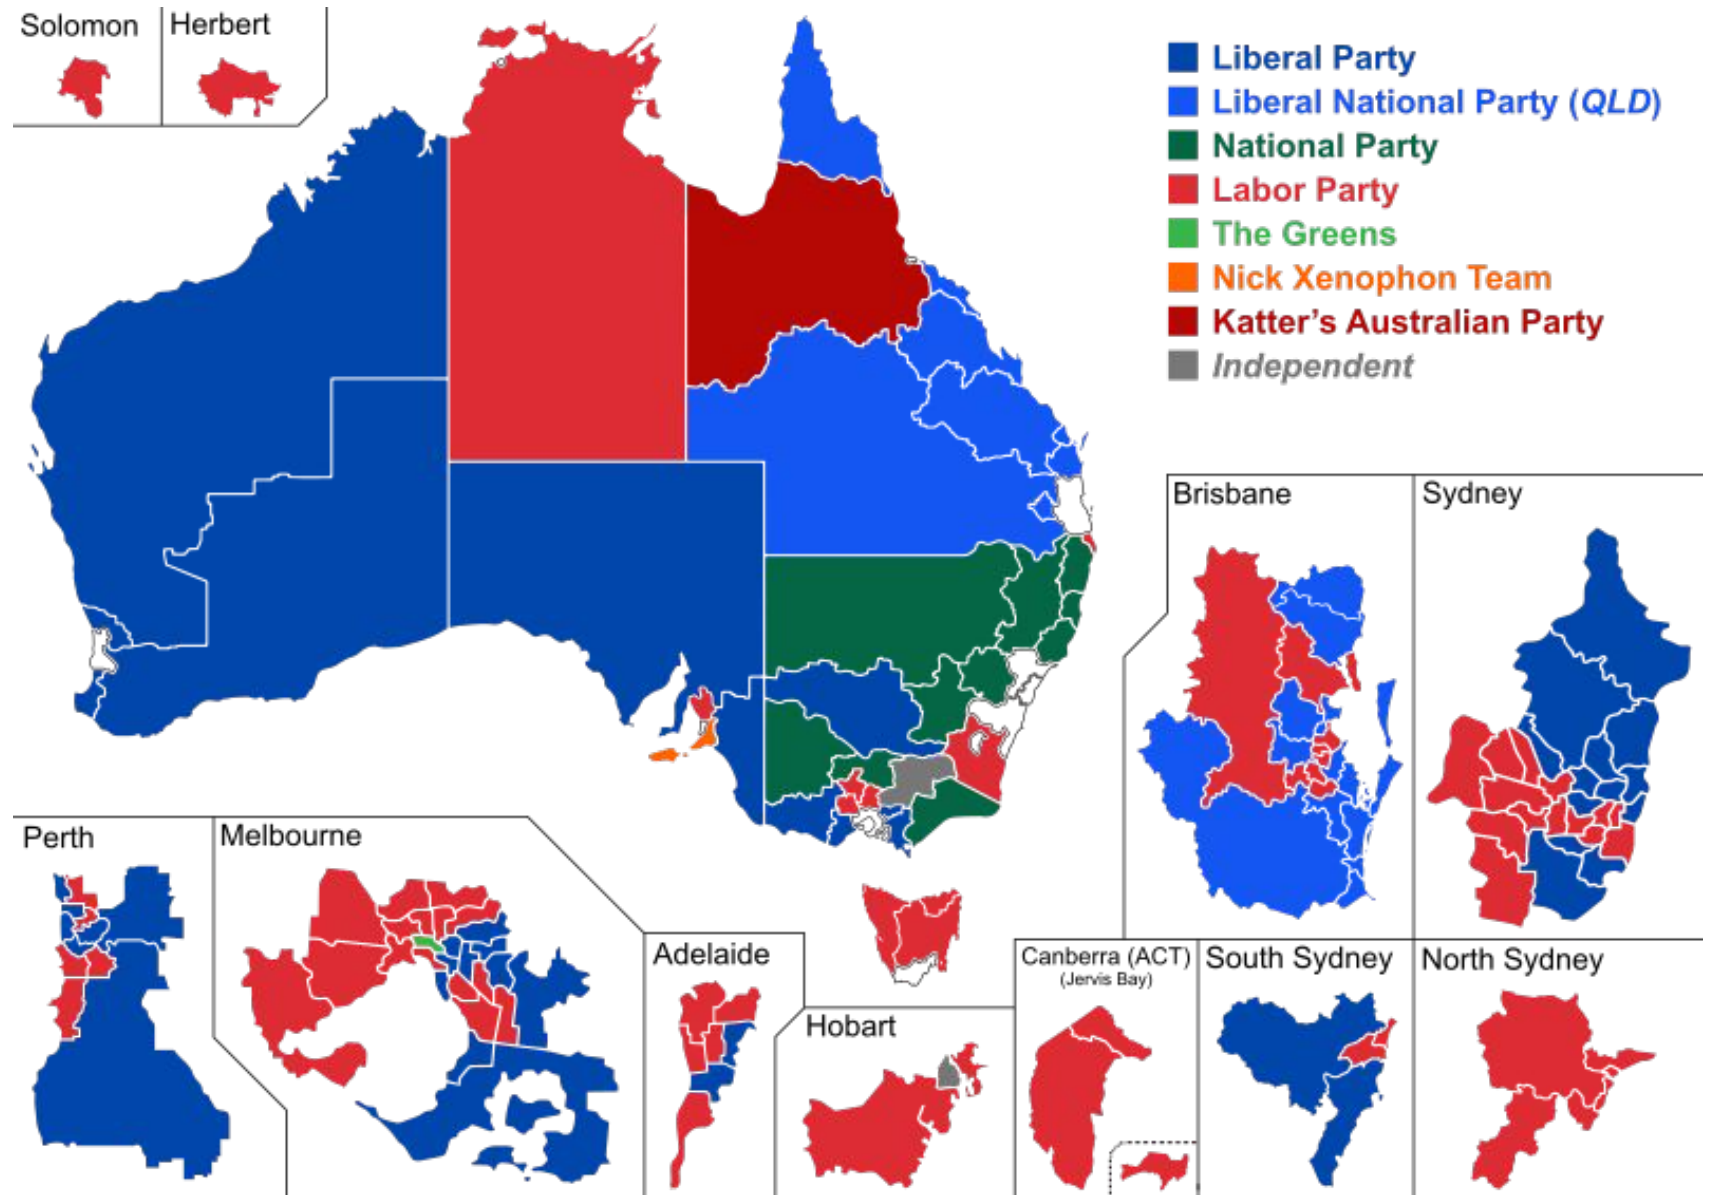 Solomon
Herbert
Liberal Party
Liberal National Party (QLD)
National Party
Labor Party
The Greens
Nick Xenophon Team
Katter’s Australian Party
Independent
Brisbane
Sydney
Perth
Melbourne
Adelaide
Hobart
Canberra (ACT)
(Jervis Bay)
South Sydney
North Sydney